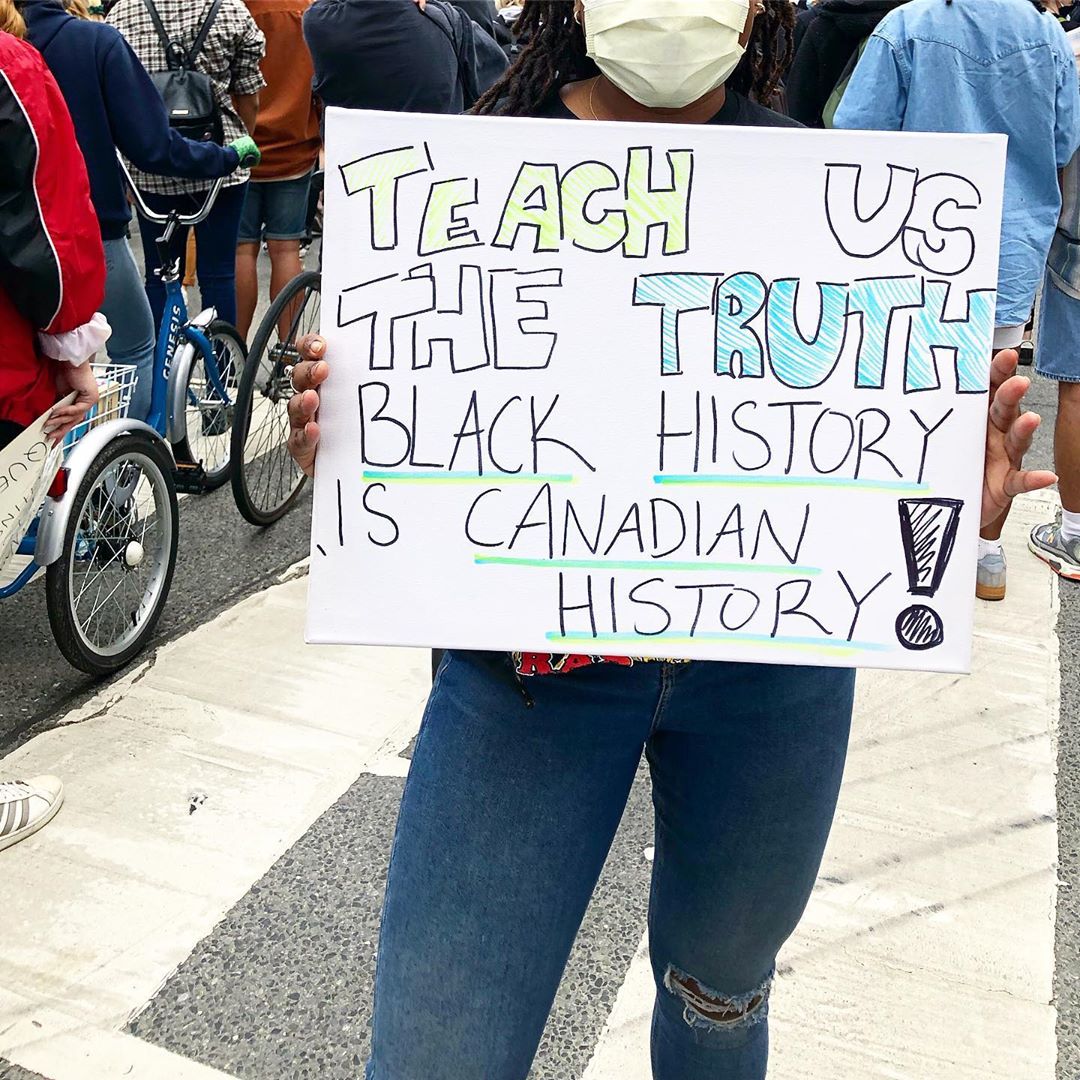 TEACH US
THE TRUTH
BLACK HISTORY
IS CANADIAN
HISTORY!
GENESIS